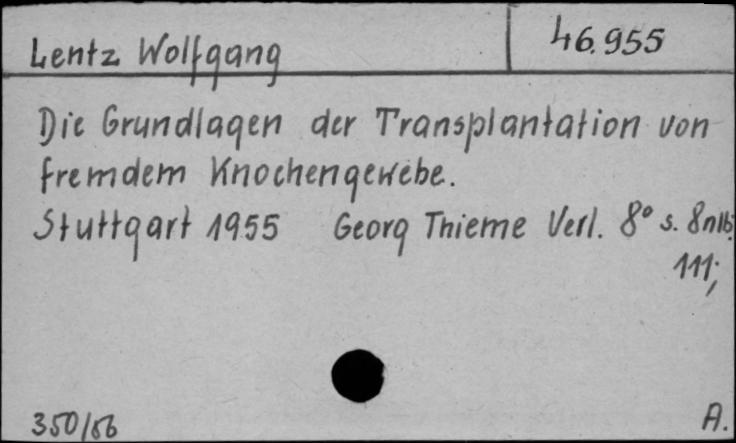 Lentz Wolfgang 46.955
Die Grundlagen der Transplantation von
fremdem Knochengewebe.
Stuttgart 1955 Georg Thieme Verl. 8° s. 8nlb
111;
350/56
A.